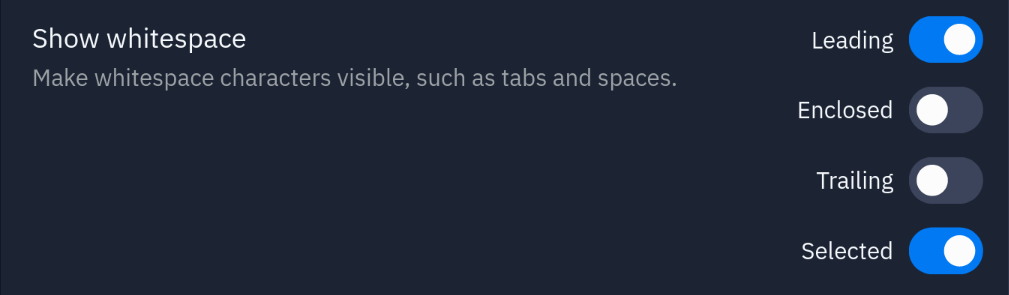 Show whitespace
Make whitespace characters visible, such as tabs and spaces.
Leading
Enclosed
Trailing
Selected